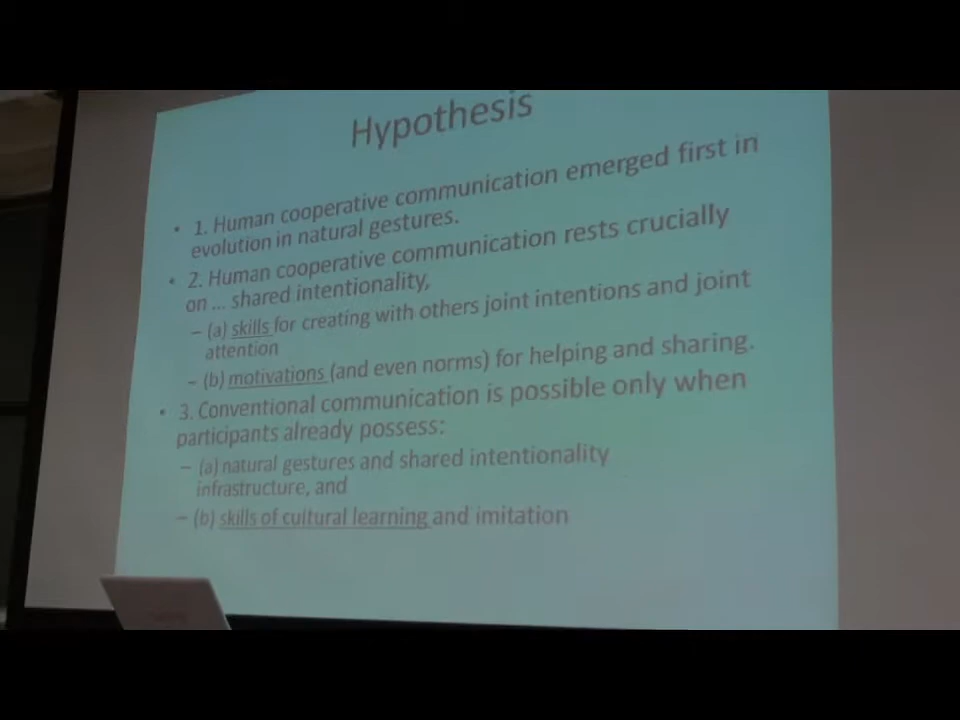 Hypothesis
• 1. Human cooperative communication emerged first in
evolution in natural gestures.
• 2. Human cooperative communication rests crucially
on ... shared intentionality,
– (a) skills for creating with others joint intentions and joint
attention
– (b) motivations (and even norms) for helping and sharing.
• 3. Conventional communication is possible only when
participants already possess:
– (a) natural gestures and shared intentionality
infrastructure, and
– (b) skills of cultural learning and imitation